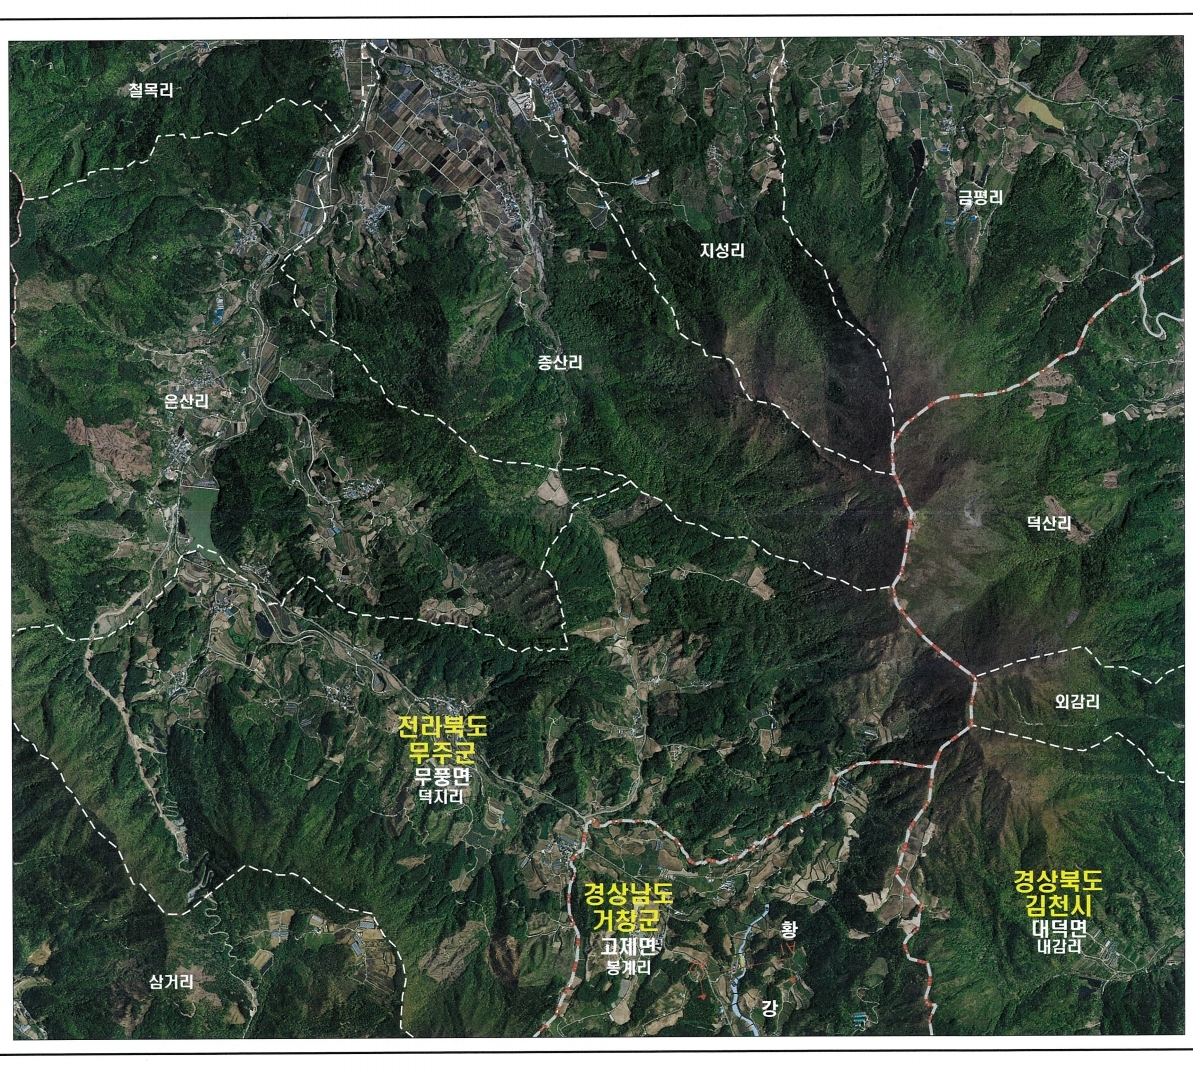 철목리
금평리
지성리
증산리
은산리
덕산리
외감리
전라북도
무주군
무풍면
덕지리
경상남도
거창군
고제면
봉계리
경상북도
김천시
대덕면
내감리
황
강
삼거리